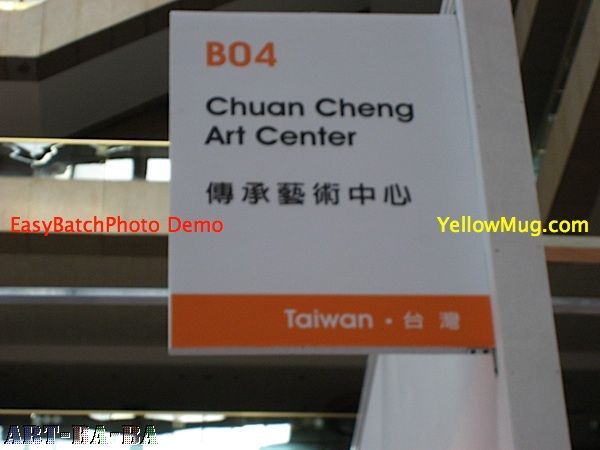 B04
Chuan Cheng
Art Center
傳承藝術中心
EasyBatchPhoto Demo
YellowMug.com
Taiwan · 台灣
ART-BA-BA